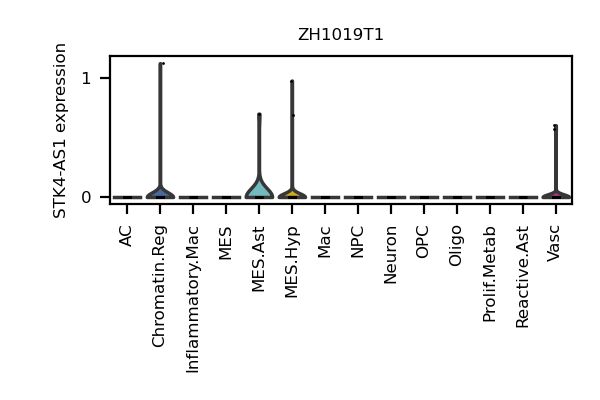 ZH1019T1
STK4-AS1 expression
1
0
AC
Chromatin.Reg
Inflammatory.Mac
MES
MES.Ast
MES.Hyp
Mac
NPC
Neuron
OPC
Oligo
Prolif.Metab
Reactive.Ast
Vasc